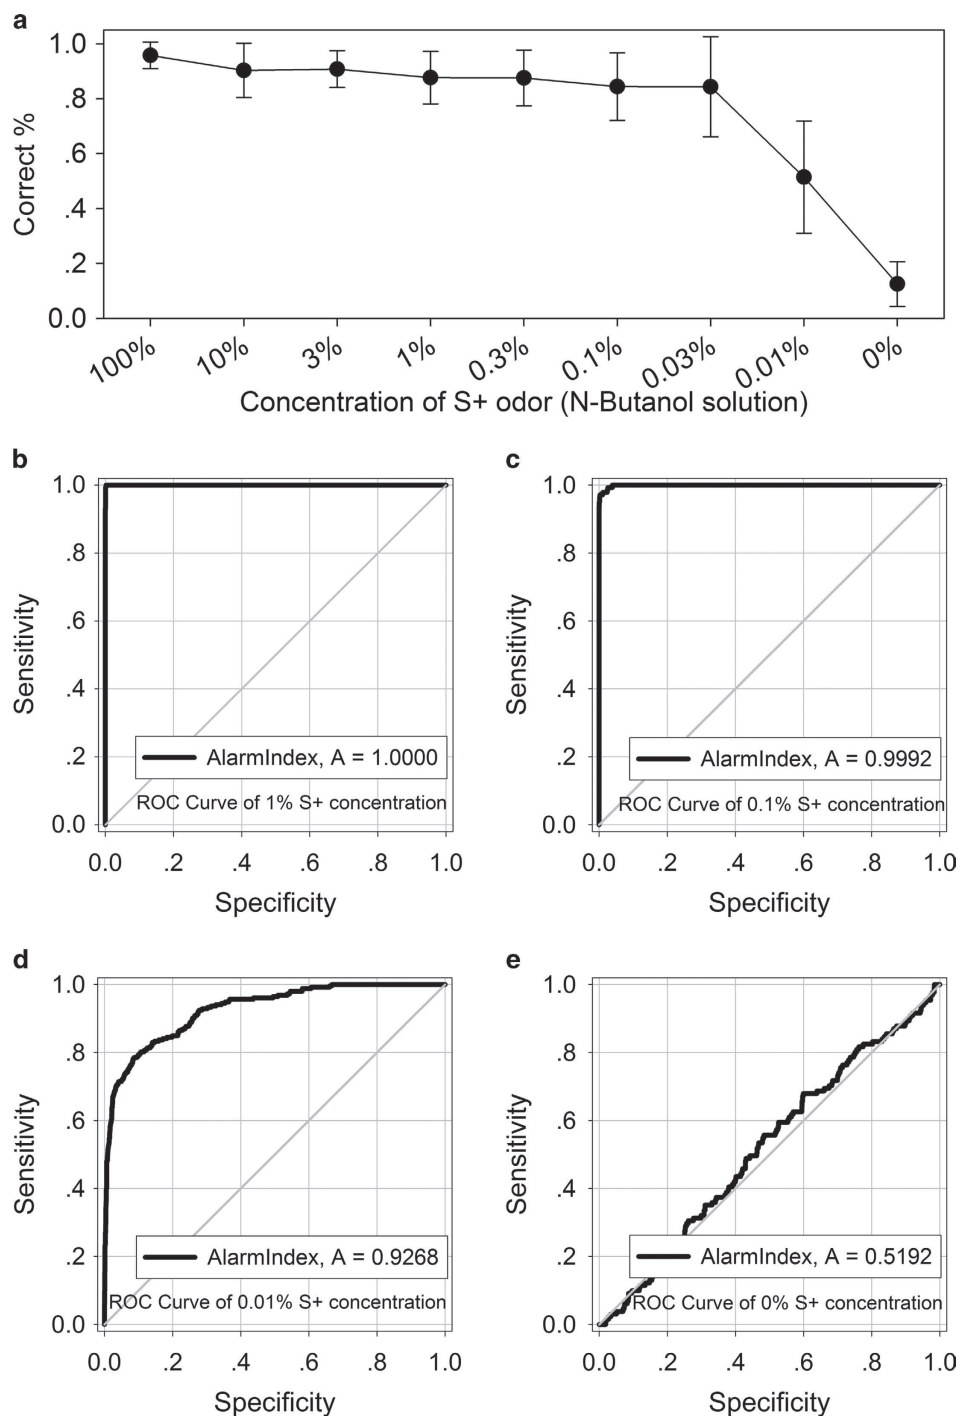 a
1.0
.8
.6
.4
.2
0.0
Correct %
100% 10% 3% 1% 0.3% 0.1% 0.03% 0.01% 0%
Concentration of S+ odor (N-Butanol solution)
b
1.0
.8
.6
.4
.2
0.0
Sensitivity
AlarmIndex, A = 1.0000
ROC Curve of 1% S+ concentration
0.0 .2 .4 .6 .8 1.0
Specificity
c
1.0
.8
.6
.4
.2
0.0
Sensitivity
AlarmIndex, A = 0.9992
ROC Curve of 0.1% S+ concentration
0.0 .2 .4 .6 .8 1.0
Specificity
d
1.0
.8
.6
.4
.2
0.0
Sensitivity
AlarmIndex, A = 0.9268
ROC Curve of 0.01% S+ concentration
0.0 .2 .4 .6 .8 1.0
Specificity
e
1.0
.8
.6
.4
.2
0.0
Sensitivity
AlarmIndex, A = 0.5192
ROC Curve of 0% S+ concentration
0.0 .2 .4 .6 .8 1.0
Specificity